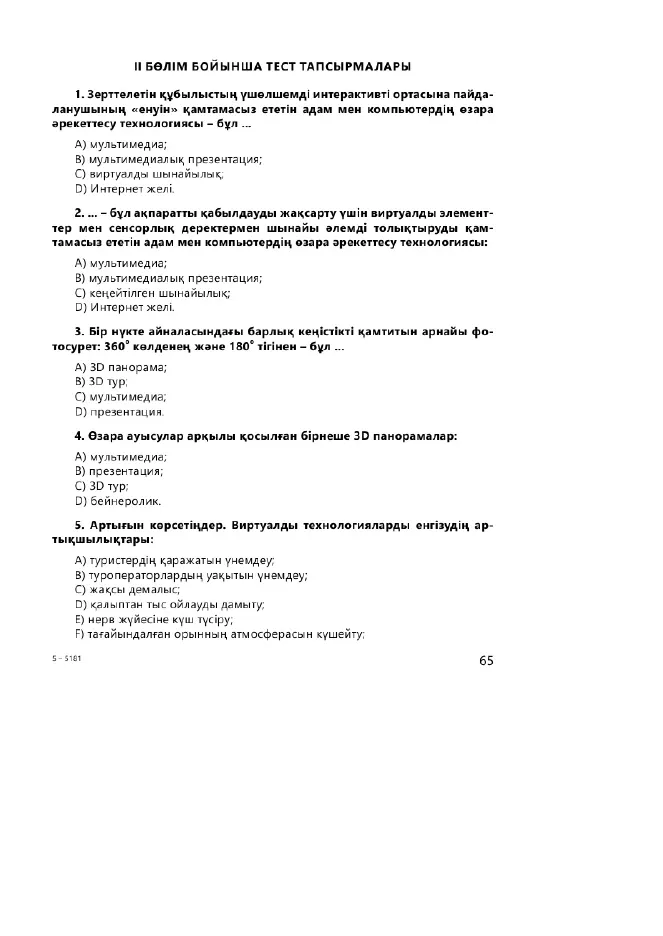 II БӨЛІМ БОЙЫНША ТЕСТ ТАПСЫРМАЛАРЫ
1. Зерттелетін құбылыстың үшөлшемді интерактивті ортасына пайда-
ланушының «енуін» қамтамасыз ететін адам мен компьютердің өзара
әрекеттесу технологиясы – бұл ...
A) мультимедиа;
B) мультимедиалық презентация;
C) виртуалды шынайылық;
D) Интернет желі.
2. ... – бұл ақпаратты қабылдауды жақсарту үшін виртуалды элемент-
тер мен сенсорлық деректермен шынайы әлемді толықтыруды қам-
тамасыз ететін адам мен компьютердің өзара әрекеттесу технологиясы:
A) мультимедиа;
B) мультимедиалық презентация;
C) кеңейтілген шынайылық;
D) Интернет желі.
3. Бір нүкте айналасындағы барлық кеңістікті қамтитын арнайы фо-
тосурет: 360° көлденең және 180° тігінен – бұл ...
A) 3D панорама;
B) 3D тур;
C) мультимедиа;
D) презентация.
4. Өзара ауысулар арқылы қосылған бірнеше 3D панорамалар:
A) мультимедиа;
B) презентация;
C) 3D тур;
D) бейнеролик.
5. Артығын көрсетіңдер. Виртуалды технологияларды енгізудің ар-
тықшылықтары:
A) туристердің қаражатын үнемдеу;
B) туроператорлардың уақытын үнемдеу;
C) жақсы демалыс;
D) қалыптан тыс ойлауды дамыту;
E) нерв жүйесіне күш түсіру;
F) тағайындалған орынның атмосферасын күшейту;
5 – 5181
65